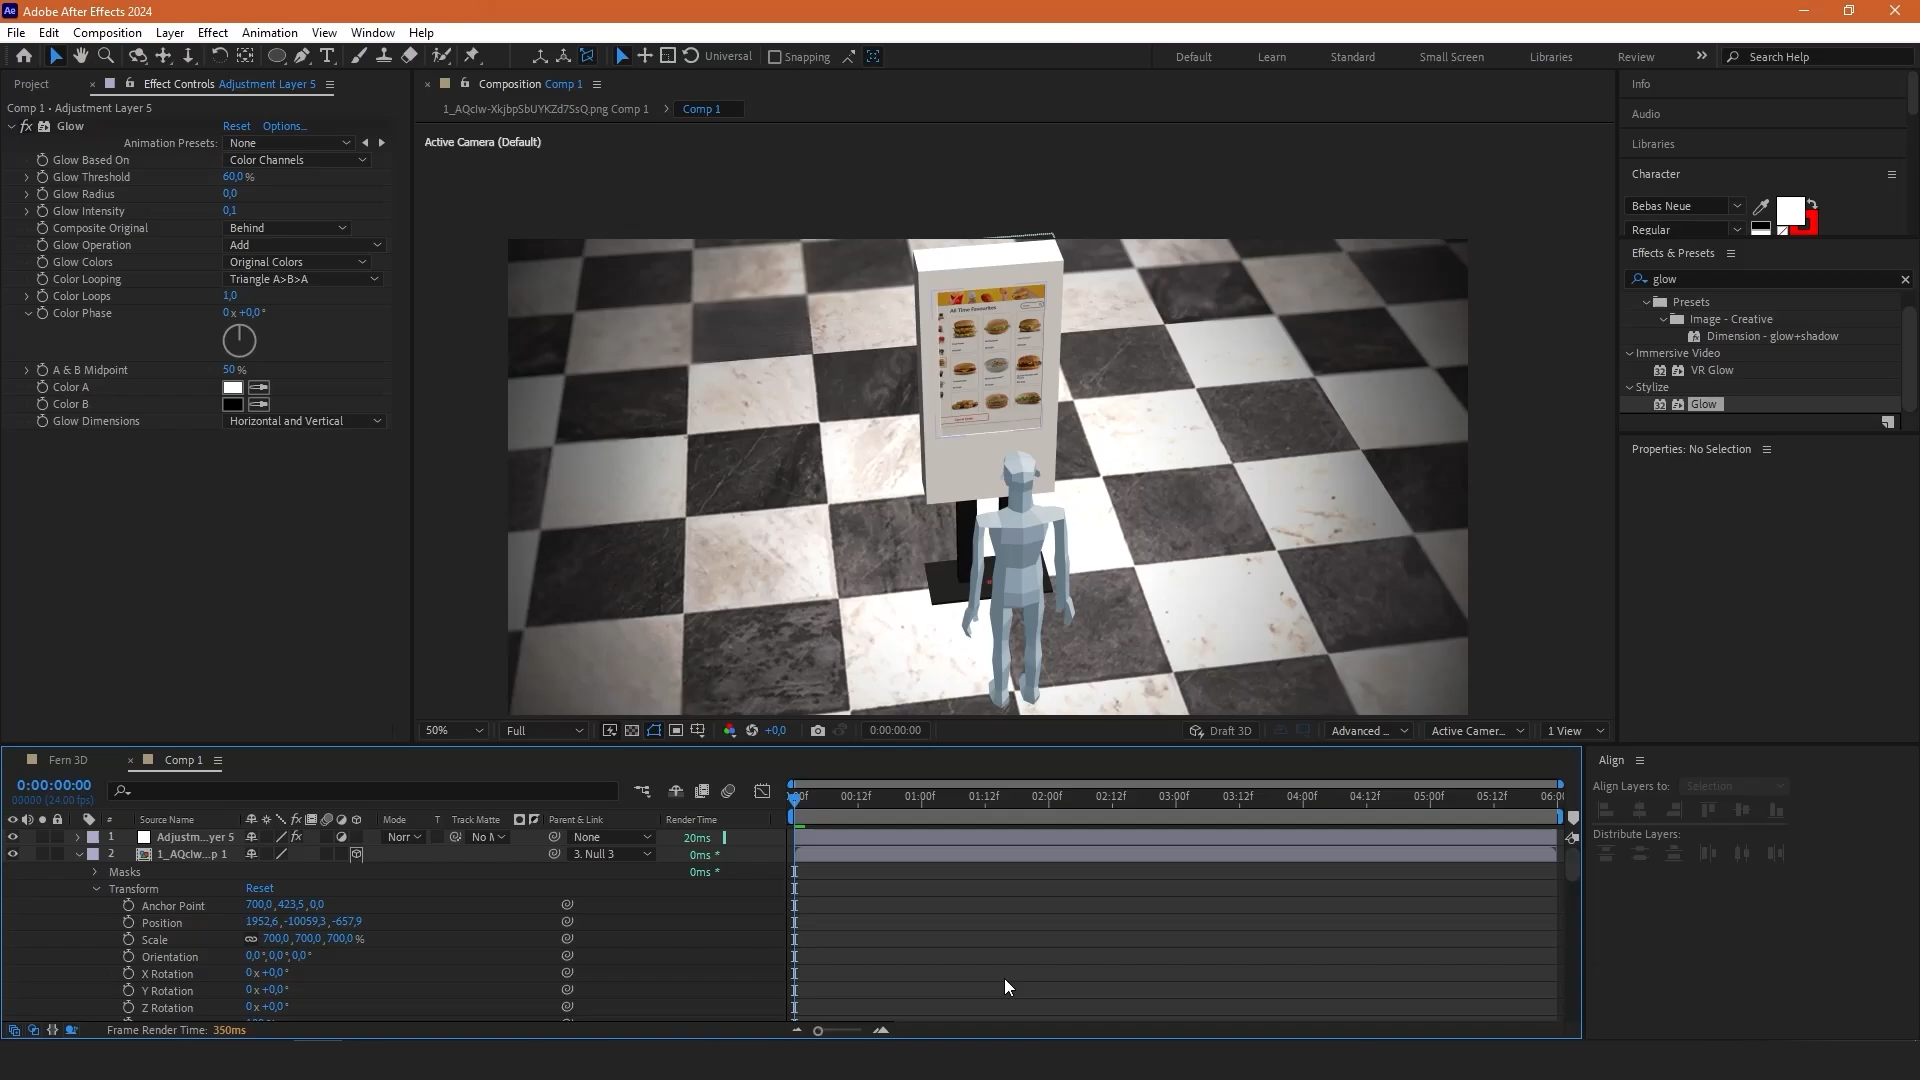 Ae Adobe After Effects 2024
File Edit Composition Layer Effect Animation View Window Help
Universal Snapping Default Learn Standard Small Screen Libraries Review Search Help
Project Effect Controls Adjustment Layer 5
Comp 1 • Adjustment Layer 5
fx Glow Reset Options...
Animation Presets: None
Glow Based On Color Channels
Glow Threshold 60,0 %
Glow Radius 0,0
Glow Intensity 0,1
Composite Original Behind
Glow Operation Add
Glow Colors Original Colors
Color Looping Triangle A>B>A
Color Loops 1,0
Color Phase 0 x +0,0 °
A & B Midpoint 50 %
Color A
Color B
Glow Dimensions Horizontal and Vertical
Composition Comp 1
1_AQcIw-XkjbpSbUYKZd7SsQ.png Comp 1 > Comp 1
Active Camera (Default)
All Time Favourites
50% Full +0,0 0:00:00:00 Draft 3D Advanced ... Active Camer... 1 View
Info
Audio
Libraries
Character
Bebas Neue
Regular
Effects & Presets
glow
Presets
Image - Creative
Dimension - glow+shadow
Immersive Video
32 VR Glow
Stylize
32 Glow
Properties: No Selection
Fern 3D Comp 1
0:00:00:00
00000 (24.00 fps)
00:12f 01:00f 01:12f 02:00f 02:12f 03:00f 03:12f 04:00f 04:12f 05:00f 05:12f
# Source Name fx Mode T Track Matte Parent & Link Render Time
1 Adjustm...yer 5 fx Norr No M None 20ms
2 1_AQcIw...p 1 3. Null 3 0ms *
Masks 0ms *
Transform Reset
Anchor Point 700,0 ,423,5 ,0,0
Position 1952,6 ,-10059,3 ,-657,9
Scale 700,0 ,700,0 ,700,0 %
Orientation 0,0 °,0,0 °,0,0 °
X Rotation 0 x +0,0 °
Y Rotation 0 x +0,0 °
Z Rotation 0 x +0,0 °
Frame Render Time: 350ms
Align
Align Layers to: Selection
Distribute Layers: